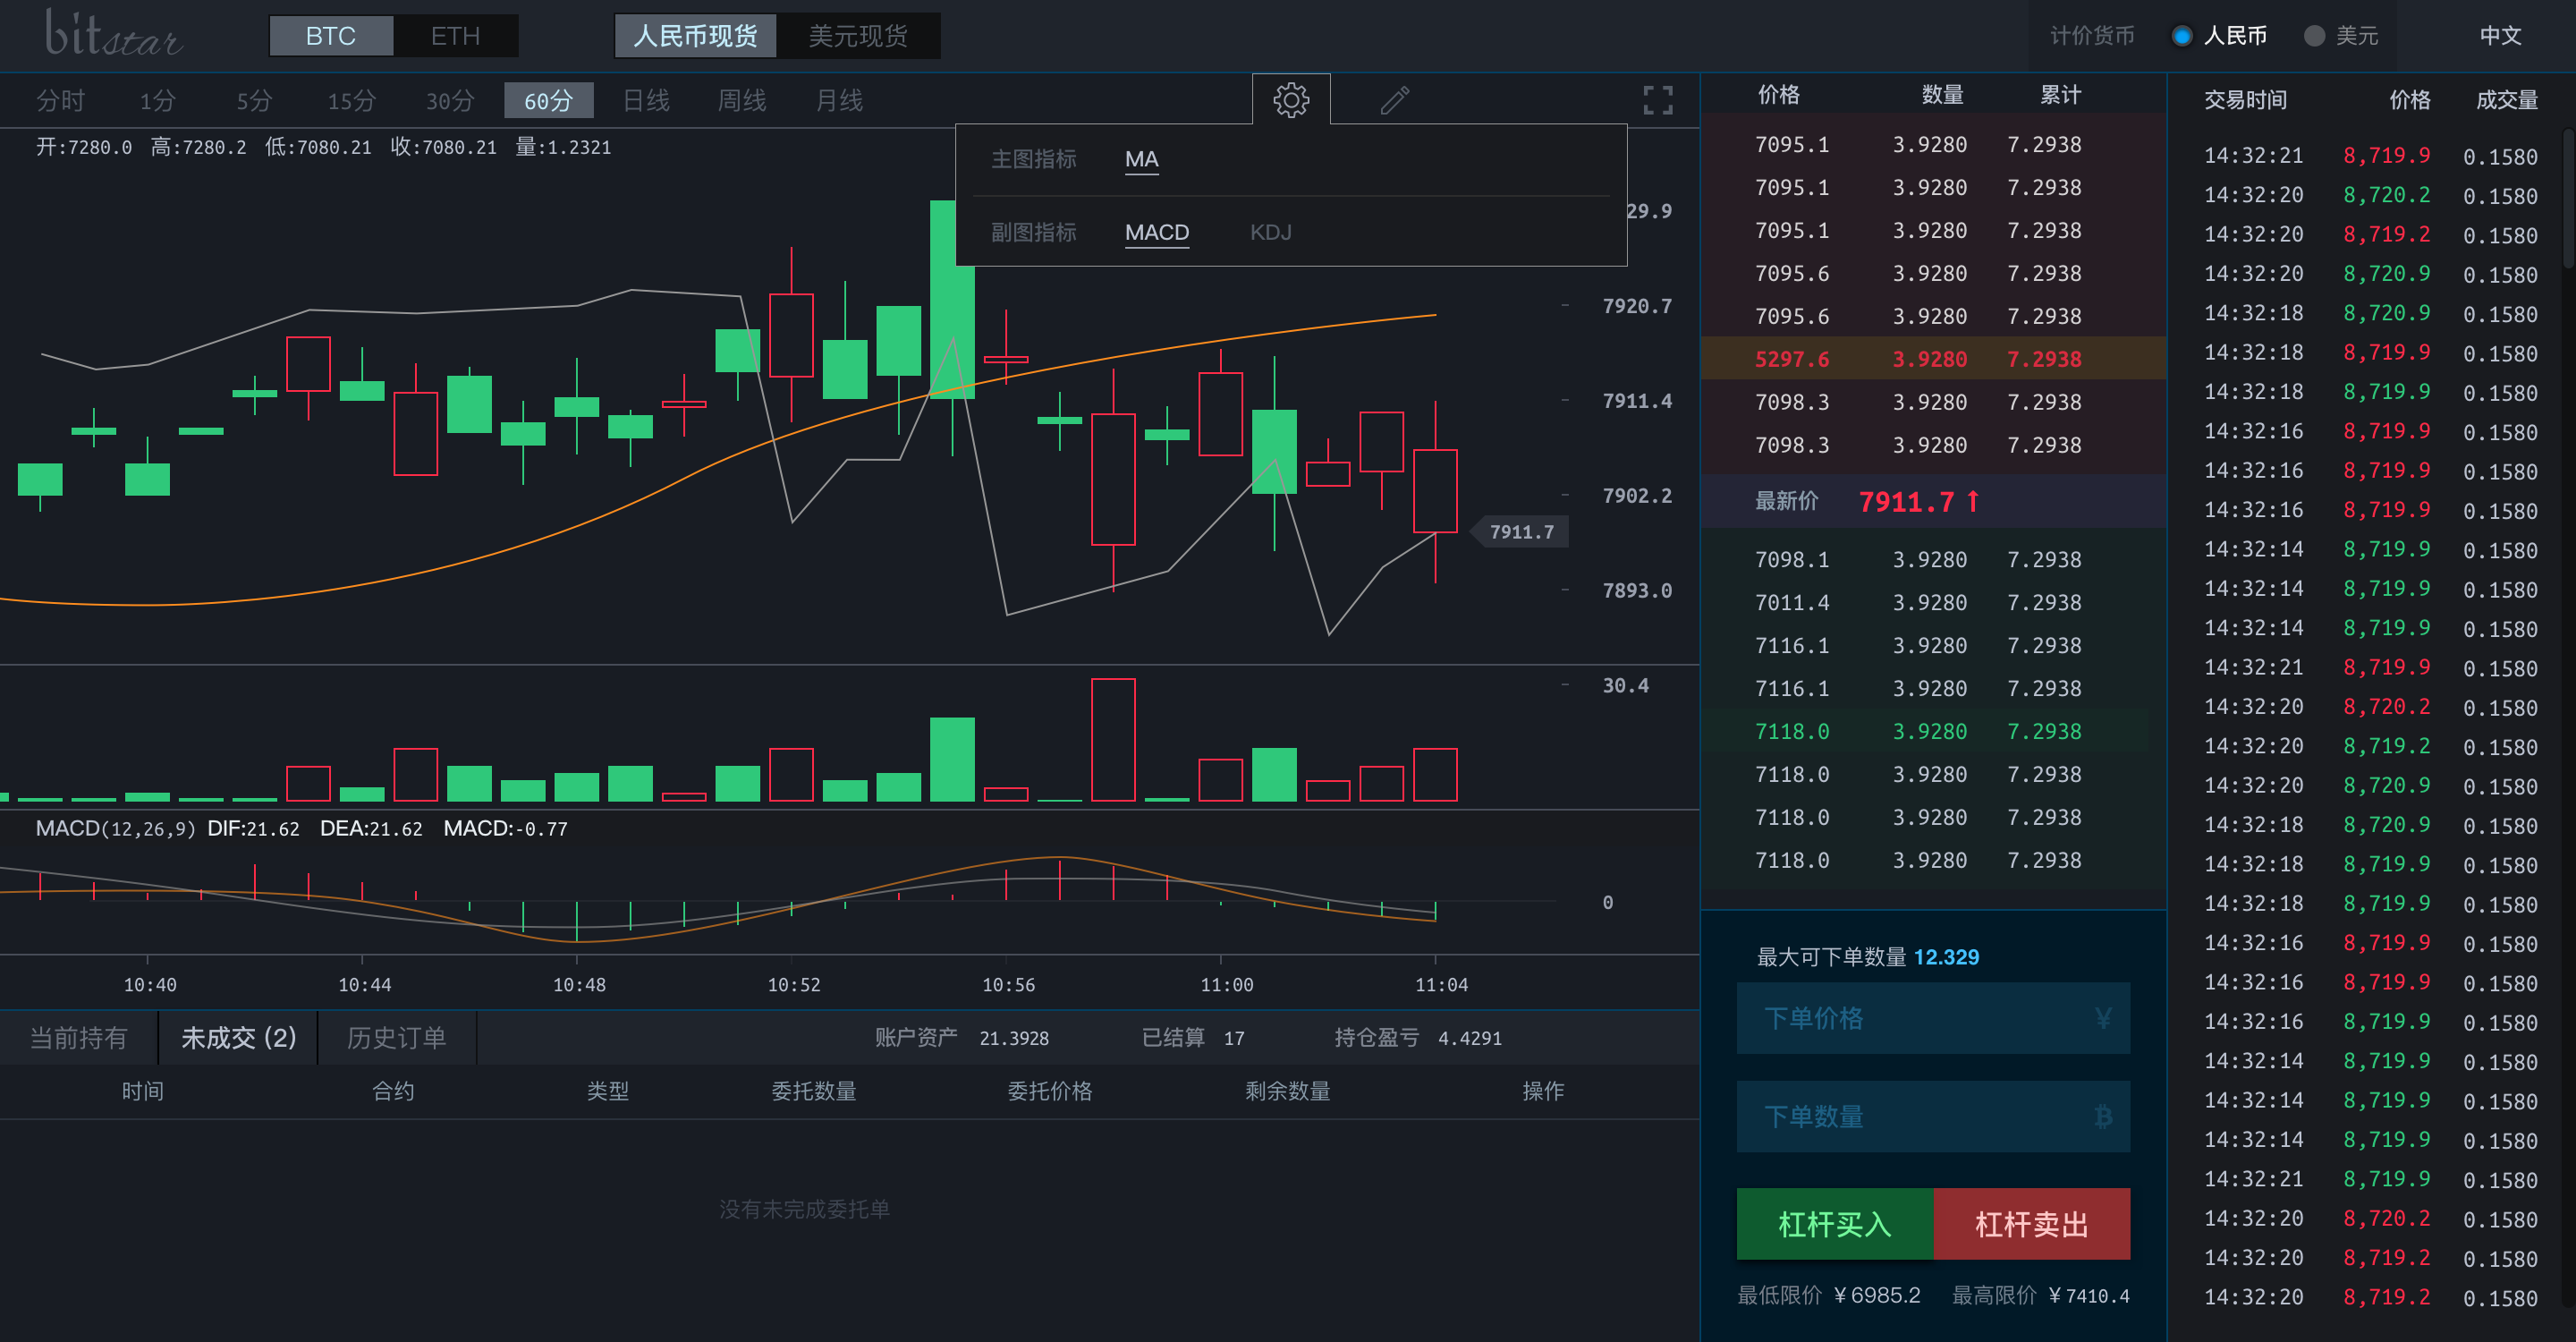 bitstar BTC ETH 人民币现货 美元现货 计价货币 人民币 美元 中文
分时 1分 5分 15分 30分 60分 日线 周线 月线
开:7280.0 高:7280.2 低:7080.21 收:7080.21 量:1.2321
主图指标 MA
副图指标 MACD KDJ
29.9
7920.7
7911.4
7902.2
7911.7
7893.0
30.4
MACD(12,26,9) DIF:21.62 DEA:21.62 MACD:-0.77
0
10:40 10:44 10:48 10:52 10:56 11:00 11:04
当前持有 未成交 (2) 历史订单 账户资产 21.3928 已结算 17 持仓盈亏 4.4291
时间 合约 类型 委托数量 委托价格 剩余数量 操作
没有未完成委托单
价格 数量 累计
7095.1 3.9280 7.2938
7095.1 3.9280 7.2938
7095.1 3.9280 7.2938
7095.6 3.9280 7.2938
7095.6 3.9280 7.2938
5297.6 3.9280 7.2938
7098.3 3.9280 7.2938
7098.3 3.9280 7.2938
最新价 7911.7 ↑
7098.1 3.9280 7.2938
7011.4 3.9280 7.2938
7116.1 3.9280 7.2938
7116.1 3.9280 7.2938
7118.0 3.9280 7.2938
7118.0 3.9280 7.2938
7118.0 3.9280 7.2938
7118.0 3.9280 7.2938
最大可下单数量 12.329
下单价格 ¥
下单数量 ₿
杠杆买入 杠杆卖出
最低限价 ¥6985.2 最高限价 ¥7410.4
交易时间 价格 成交量
14:32:21 8,719.9 0.1580
14:32:20 8,720.2 0.1580
14:32:20 8,719.2 0.1580
14:32:20 8,720.9 0.1580
14:32:18 8,720.9 0.1580
14:32:18 8,719.9 0.1580
14:32:18 8,719.9 0.1580
14:32:16 8,719.9 0.1580
14:32:16 8,719.9 0.1580
14:32:16 8,719.9 0.1580
14:32:14 8,719.9 0.1580
14:32:14 8,719.9 0.1580
14:32:14 8,719.9 0.1580
14:32:21 8,719.9 0.1580
14:32:20 8,720.2 0.1580
14:32:20 8,719.2 0.1580
14:32:20 8,720.9 0.1580
14:32:18 8,720.9 0.1580
14:32:18 8,719.9 0.1580
14:32:18 8,719.9 0.1580
14:32:16 8,719.9 0.1580
14:32:16 8,719.9 0.1580
14:32:16 8,719.9 0.1580
14:32:14 8,719.9 0.1580
14:32:14 8,719.9 0.1580
14:32:14 8,719.9 0.1580
14:32:21 8,719.9 0.1580
14:32:20 8,720.2 0.1580
14:32:20 8,719.2 0.1580
14:32:20 8,719.2 0.1580